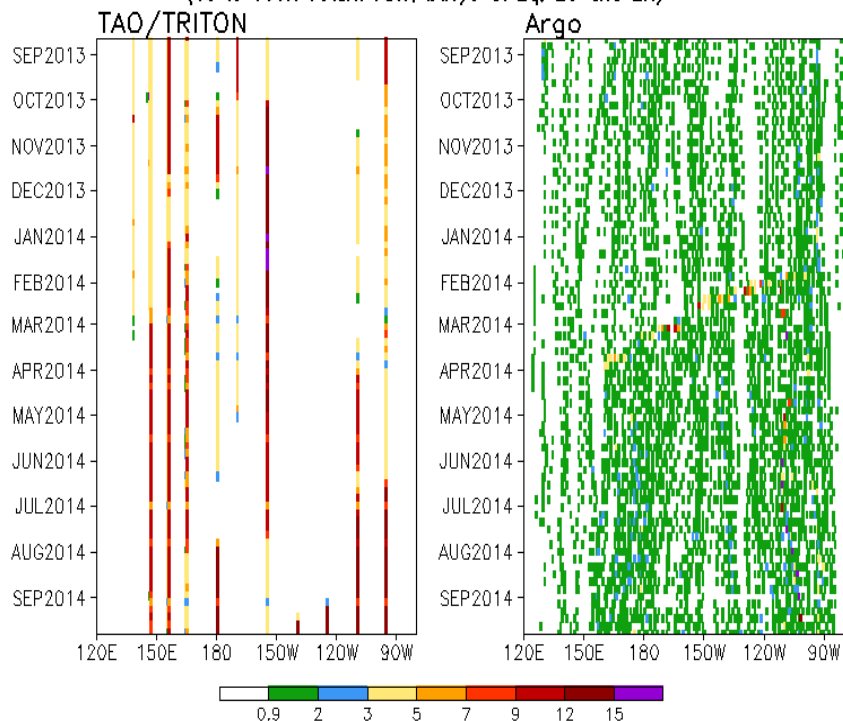 TAO/TRITON
Argo
SEP2013
OCT2013
NOV2013
DEC2013
JAN2014
FEB2014
MAR2014
APR2014
MAY2014
JUN2014
JUL2014
AUG2014
SEP2014
120E 150E 180 150W 120W 90W
SEP2013
OCT2013
NOV2013
DEC2013
JAN2014
FEB2014
MAR2014
APR2014
MAY2014
JUN2014
JUL2014
AUG2014
SEP2014
120E 150E 180 150W 120W 90W
0.9 2 3 5 7 9 12 15